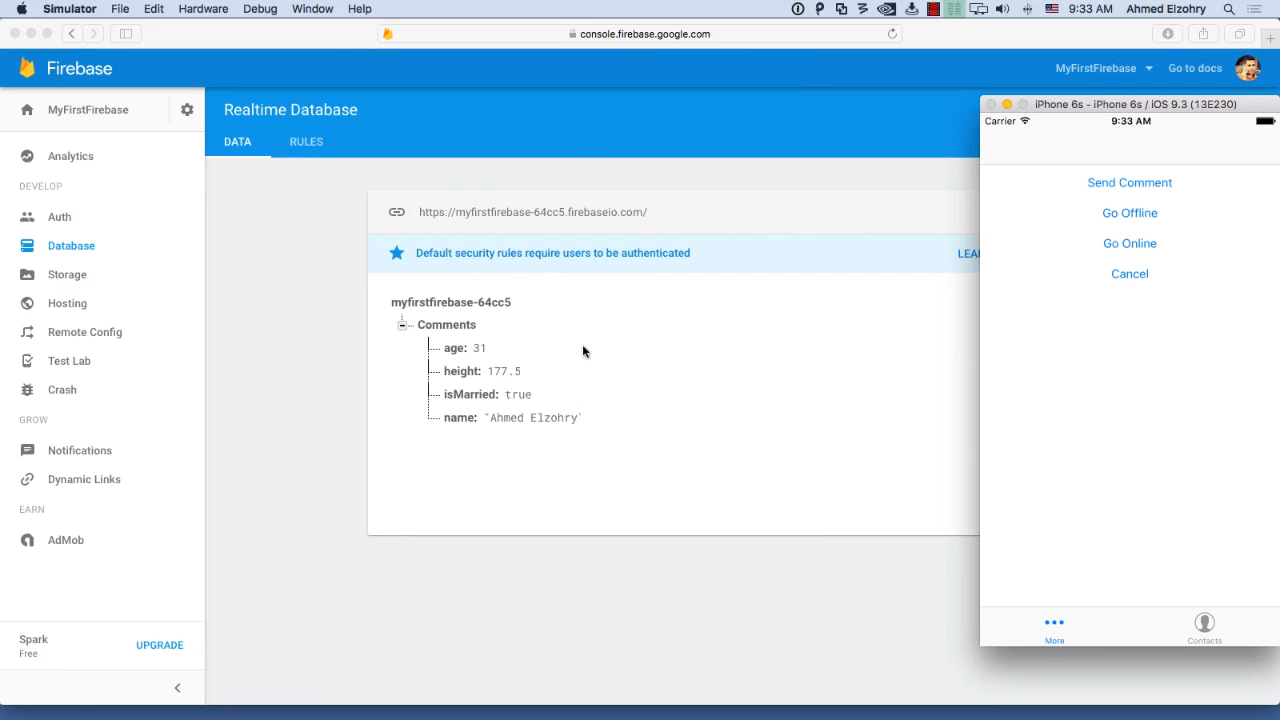 Simulator File Edit Hardware Debug Window Help 9:33 AM Ahmed Elzohry
console.firebase.google.com
Firebase
MyFirstFirebase Go to docs
MyFirstFirebase
Realtime Database
DATA RULES
Analytics
DEVELOP
Auth
Database
Storage
Hosting
Remote Config
Test Lab
Crash
GROW
Notifications
Dynamic Links
EARN
AdMob
Spark
Free
UPGRADE
https://myfirstfirebase-64cc5.firebaseio.com/
Default security rules require users to be authenticated LEA
myfirstfirebase-64cc5
Comments
age: 31
height: 177.5
isMarried: true
name: "Ahmed Elzohry"
iPhone 6s - iPhone 6s / iOS 9.3 (13E230)
Carrier 9:33 AM
Send Comment
Go Offline
Go Online
Cancel
More
Contacts